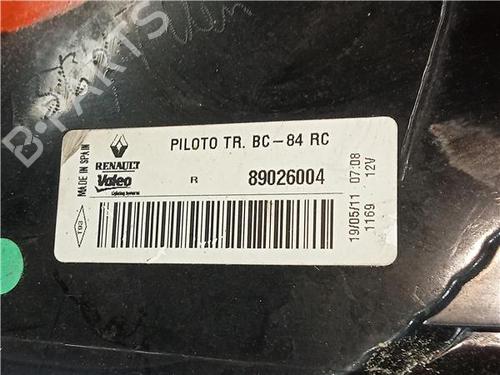 B-PARTS
PILOTO TR. BC-84 RC
MADE IN SPAIN
RENAULT
Valeo
R
89026004
19/05/11 07:08
1169 12V